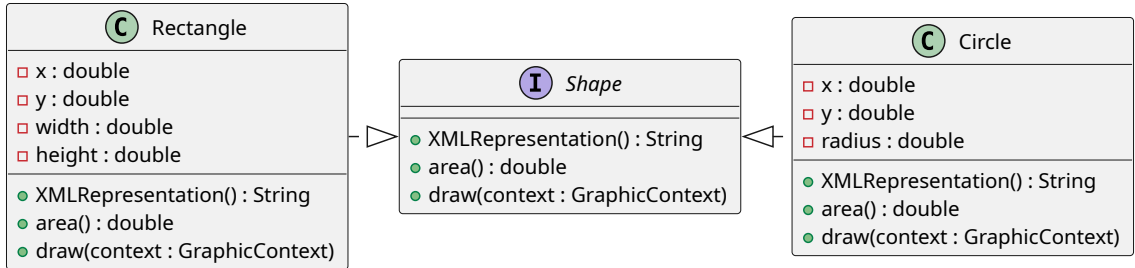 C Rectangle
x : double
y : double
width : double
height : double
XMLRepresentation() : String
area() : double
draw(context : GraphicContext)
I Shape
XMLRepresentation() : String
area() : double
draw(context : GraphicContext)
C Circle
x : double
y : double
radius : double
XMLRepresentation() : String
area() : double
draw(context : GraphicContext)